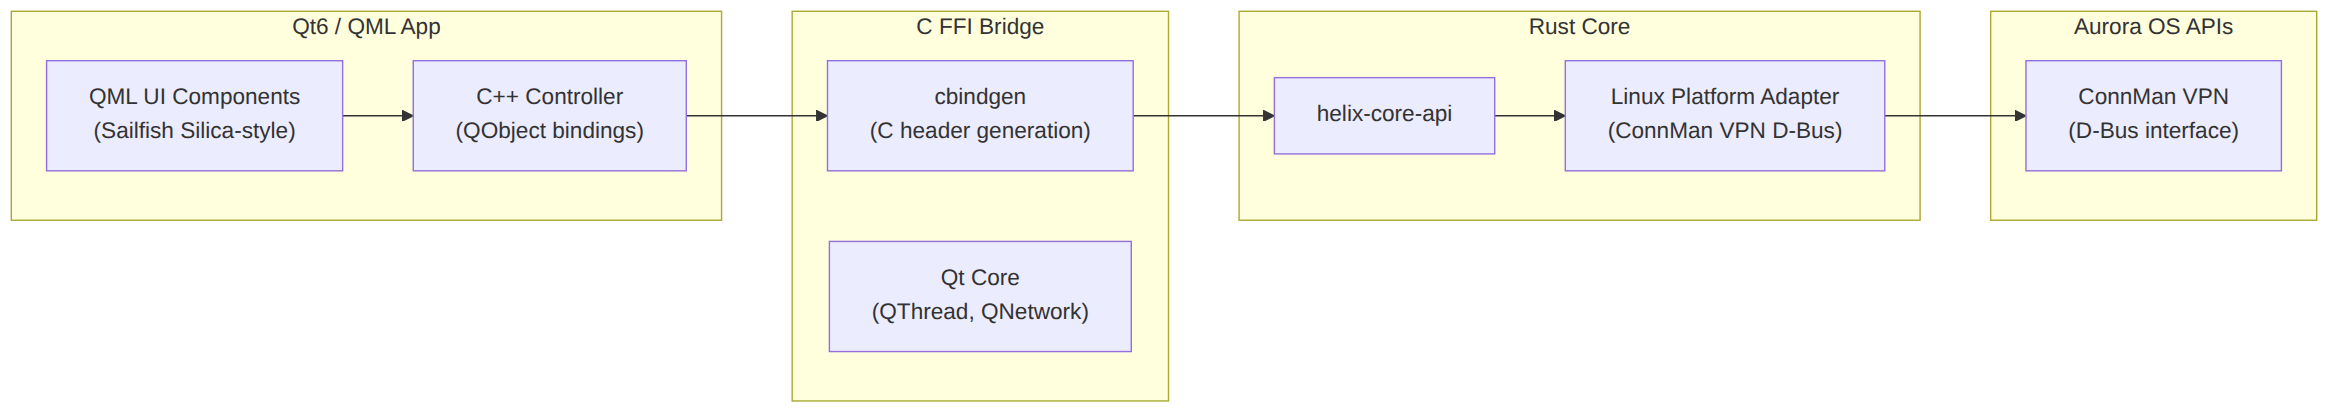 Qt6 / QML App
QML UI Components
(Sailfish Silica-style)
C++ Controller
(QObject bindings)
C FFI Bridge
cbindgen
(C header generation)
Qt Core
(QThread, QNetwork)
Rust Core
helix-core-api
Linux Platform Adapter
(ConnMan VPN D-Bus)
Aurora OS APIs
ConnMan VPN
(D-Bus interface)